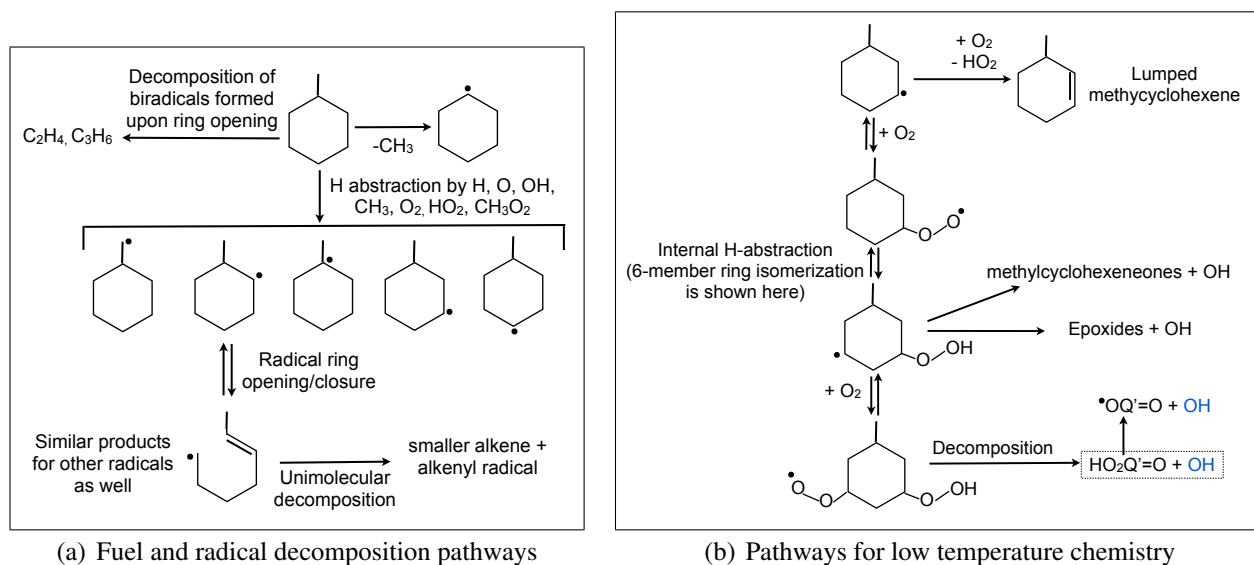 Decomposition of
biradicals formed
upon ring opening
C2H4, C3H6
-CH3
H abstraction by H, O, OH,
CH3, O2, HO2, CH3O2
Radical ring
opening/closure
Similar products
for other radicals
as well
Unimolecular
decomposition
smaller alkene +
alkenyl radical
(a) Fuel and radical decomposition pathways
+ O2
- HO2
Lumped
methycyclohexene
+ O2
O
O
Internal H-abstraction
(6-member ring isomerization
is shown here)
methylcyclohexeneones + OH
Epoxides + OH
OH
O
+ O2
•OQ'=O + OH
Decomposition
HO2Q'=O + OH
O
O
OH
O
(b) Pathways for low temperature chemistry